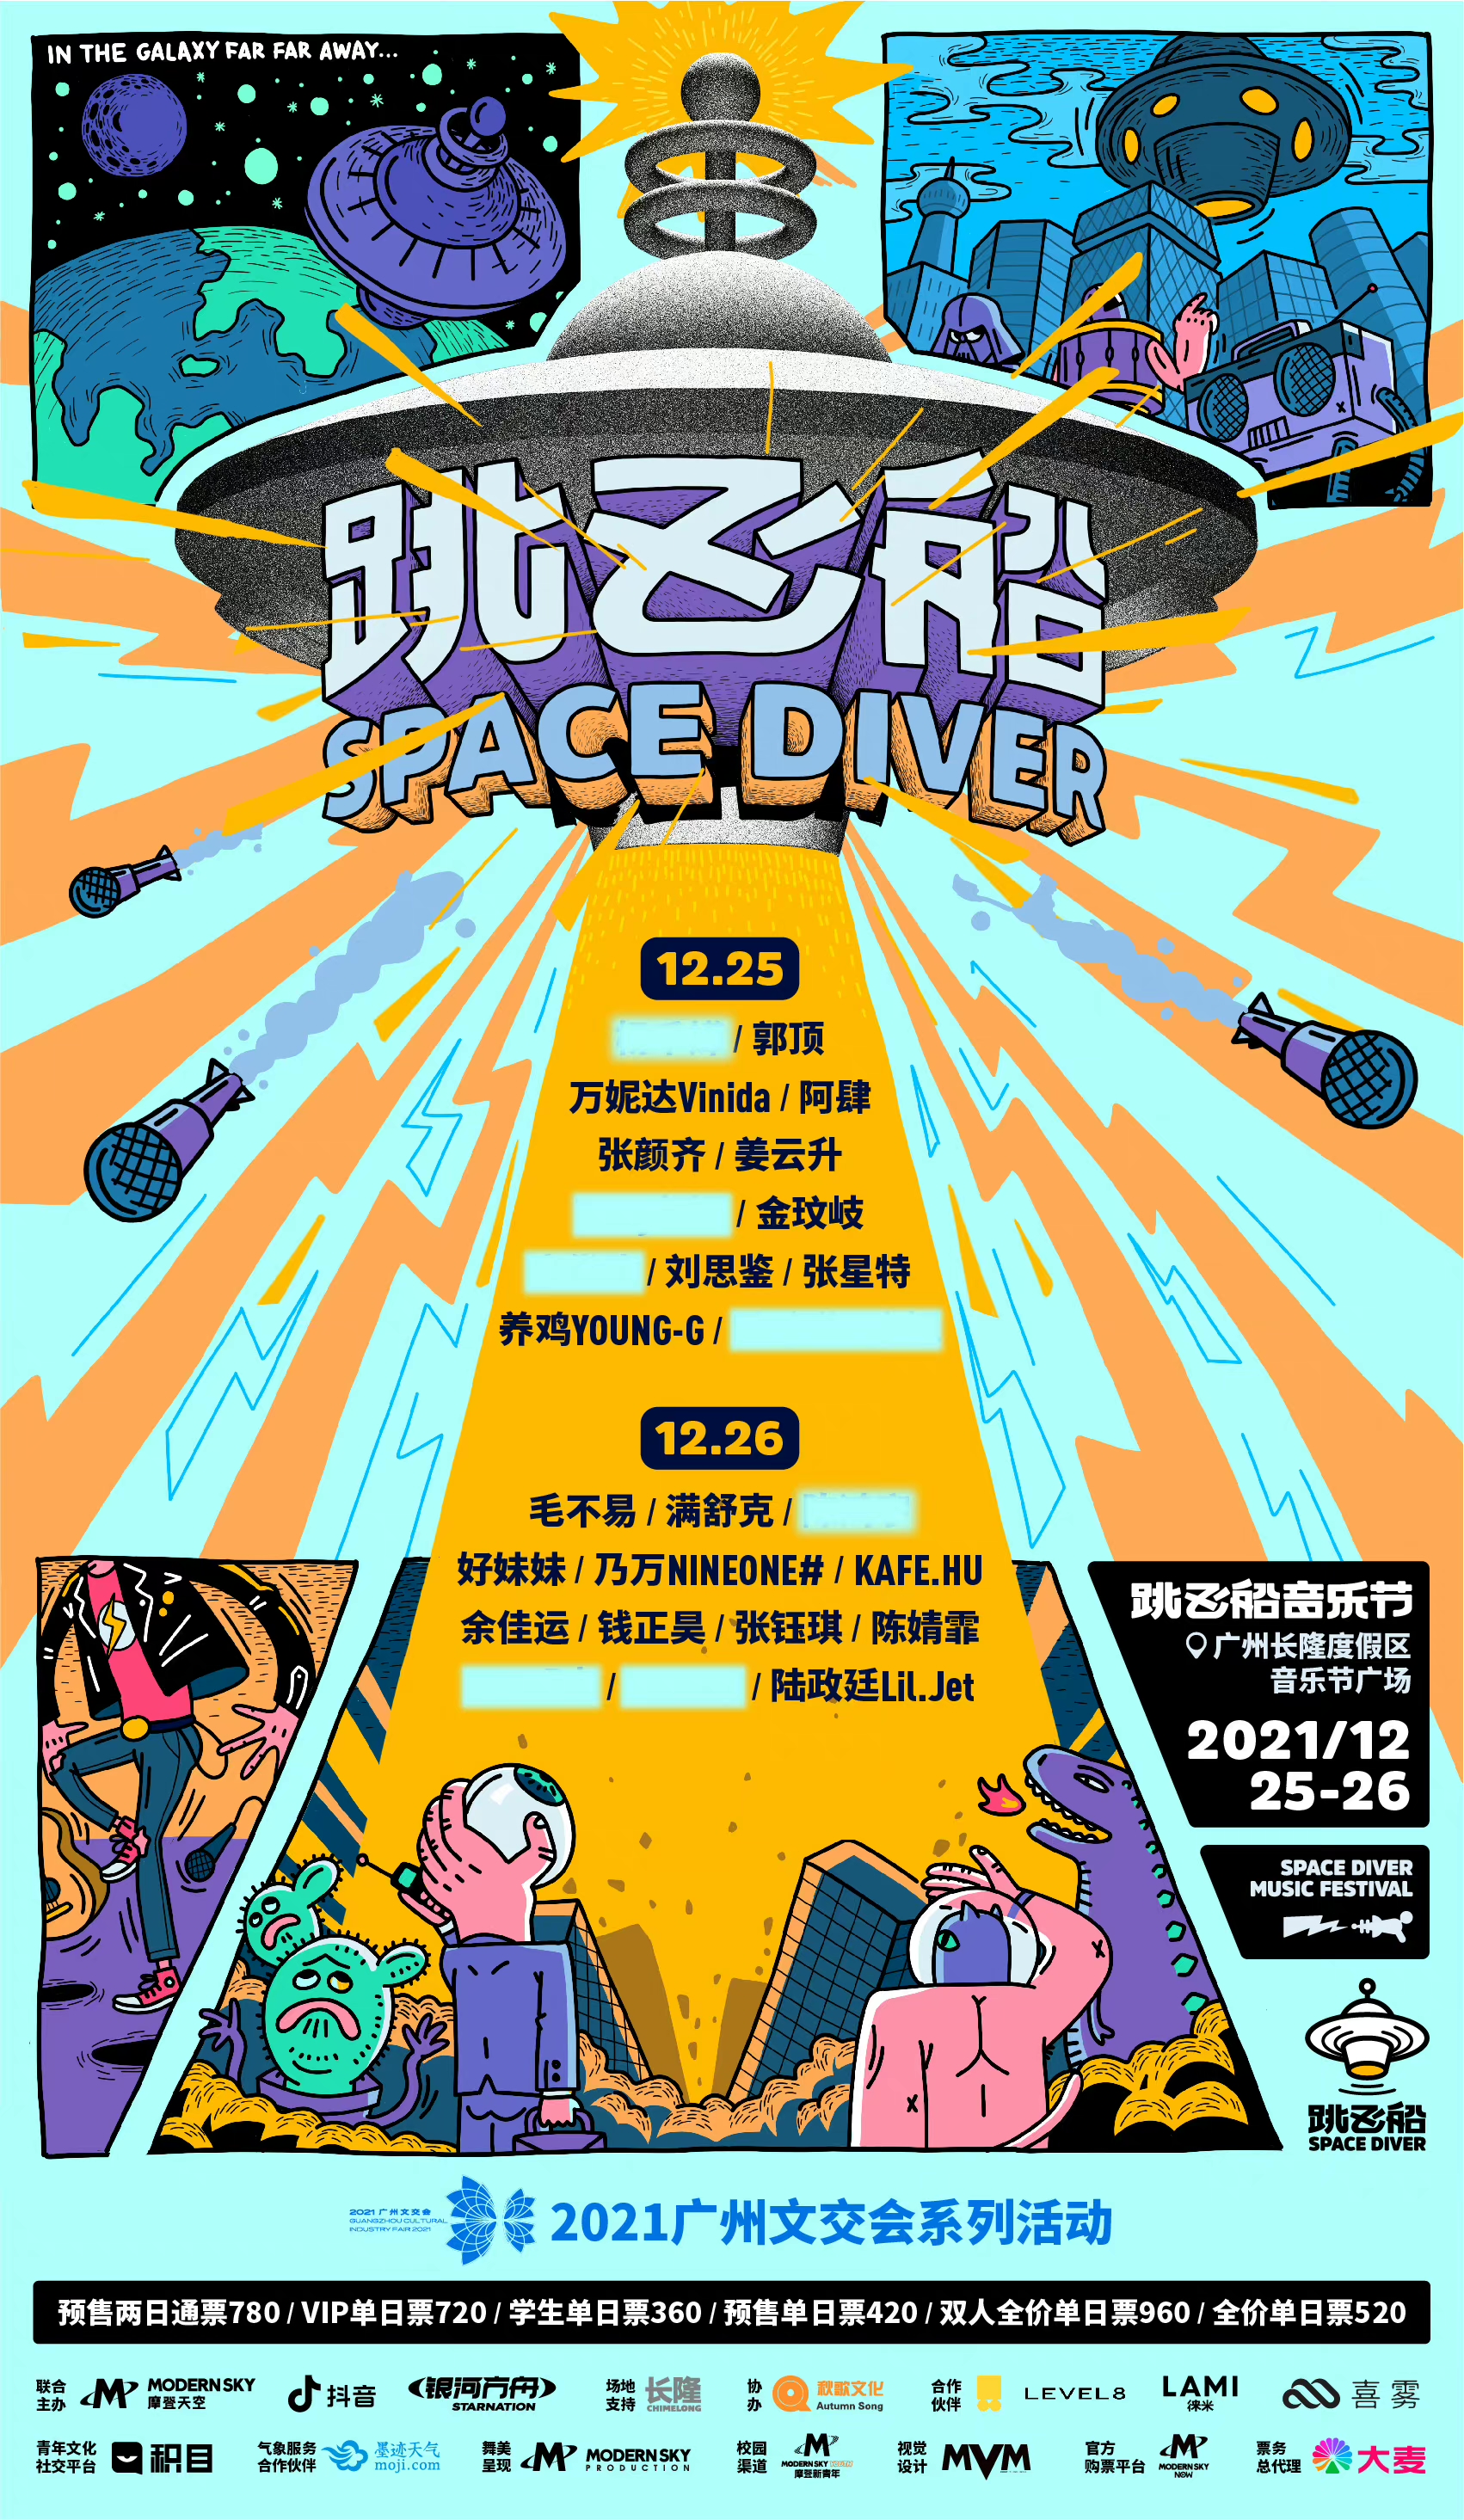 IN THE GALAXY FAR FAR AWAY...
跳飞船
SPACE DIVER
12.25
/ 郭顶
万妮达Vinida / 阿肆
张颜齐 / 姜云升
/ 金玟岐
/ 刘思鉴 / 张星特
养鸡YOUNG-G /
12.26
毛不易 / 满舒克 /
好妹妹 / 乃万NINEONE# / KAFE.HU
余佳运 / 钱正昊 / 张钰琪 / 陈婧霏
/ / 陆政廷Lil.Jet
跳飞船音乐节
广州长隆度假区
音乐节广场
2021/12
25-26
SPACE DIVER
MUSIC FESTIVAL
跳飞船
SPACE DIVER
2021 广州文交会
GUANGZHOU CULTURAL
INDUSTRY FAIR 2021
2021广州文交会系列活动
预售两日通票780 / VIP单日票720 / 学生单日票360 / 预售单日票420 / 双人全价单日票960 / 全价单日票520
联合主办 MODERN SKY 摩登天空 抖音 银河方舟 STARNATION 场地支持 长隆 CHIMELONG 协办 秋歌文化 Autumn Song 合作伙伴 LEVEL8 LAMI 徕米 喜雾
青年文化社交平台 积目 气象服务合作伙伴 墨迹天气 moji.com 舞美呈现 MODERN SKY PRODUCTION 校园渠道 MODERN SKY YOUTH 摩登新青年 视觉设计 MVM 官方购票平台 MODERN SKY NOW 票务总代理 大麦